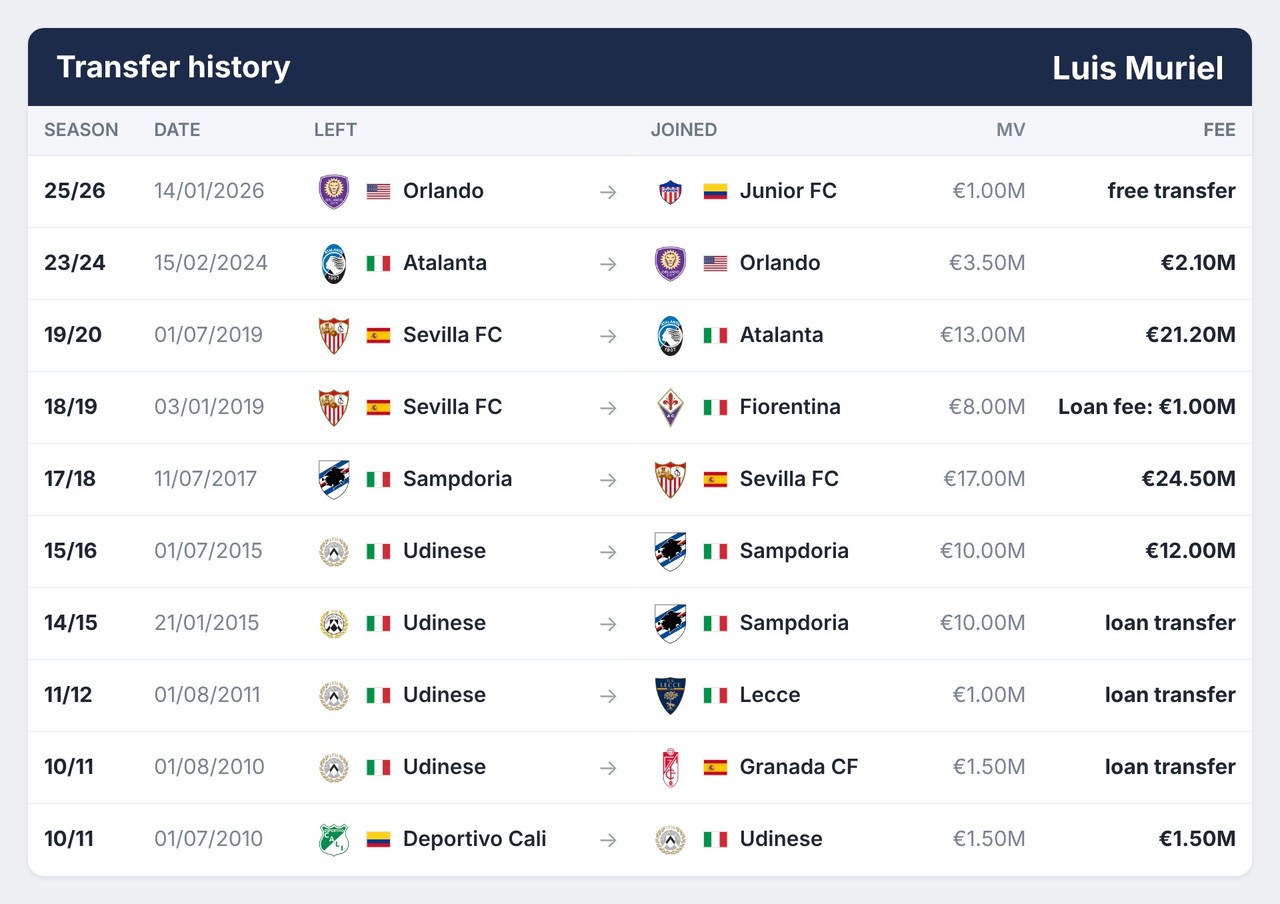 Transfer history Luis Muriel
SEASON DATE LEFT JOINED MV FEE
25/26 14/01/2026 Orlando → Junior FC €1.00M free transfer
23/24 15/02/2024 Atalanta → Orlando €3.50M €2.10M
19/20 01/07/2019 Sevilla FC → Atalanta €13.00M €21.20M
18/19 03/01/2019 Sevilla FC → Fiorentina €8.00M Loan fee: €1.00M
17/18 11/07/2017 Sampdoria → Sevilla FC €17.00M €24.50M
15/16 01/07/2015 Udinese → Sampdoria €10.00M €12.00M
14/15 21/01/2015 Udinese → Sampdoria €10.00M loan transfer
11/12 01/08/2011 Udinese → Lecce €1.00M loan transfer
10/11 01/08/2010 Udinese → Granada CF €1.50M loan transfer
10/11 01/07/2010 Deportivo Cali → Udinese €1.50M €1.50M